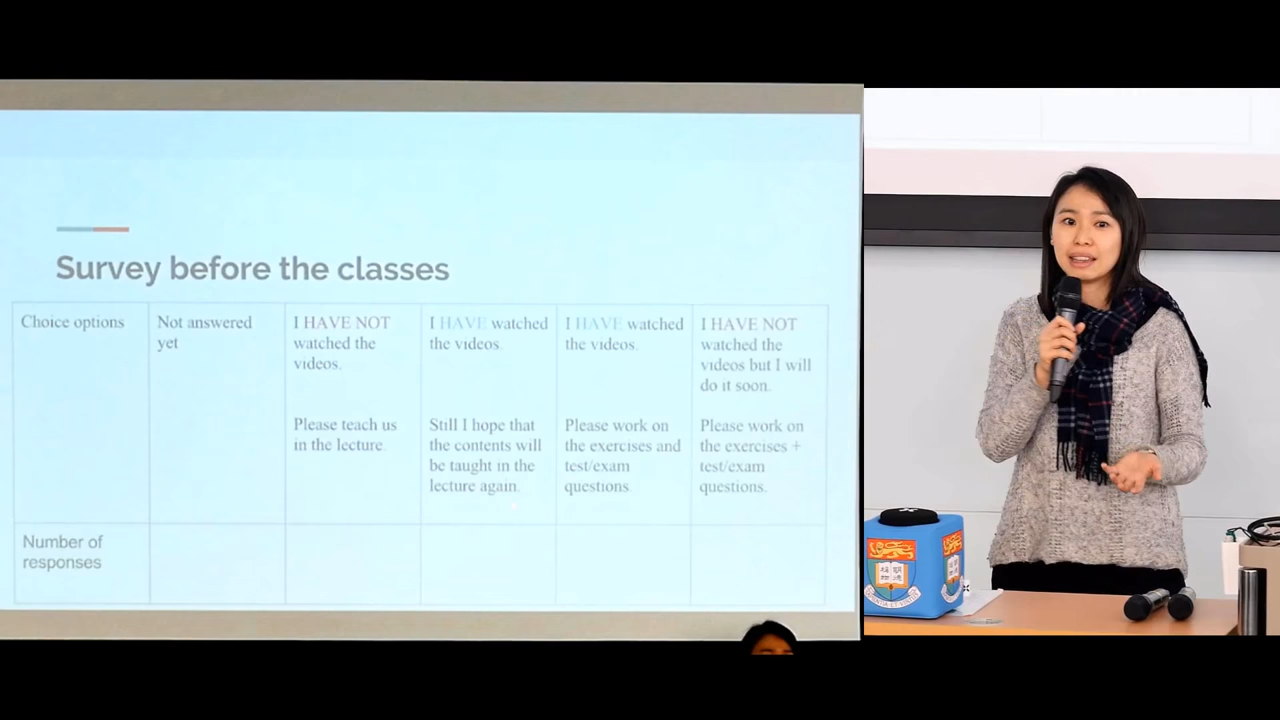 Survey before the classes
Choice options
Not answered
yet
I HAVE NOT
watched the
videos.
Please teach us
in the lecture.
I HAVE watched
the videos.
Still I hope that
the contents will
be taught in the
lecture again.
I HAVE watched
the videos.
Please work on
the exercises and
test/exam
questions.
I HAVE NOT
watched the
videos but I will
do it soon.
Please work on
the exercises +
test/exam
questions.
Number of
responses